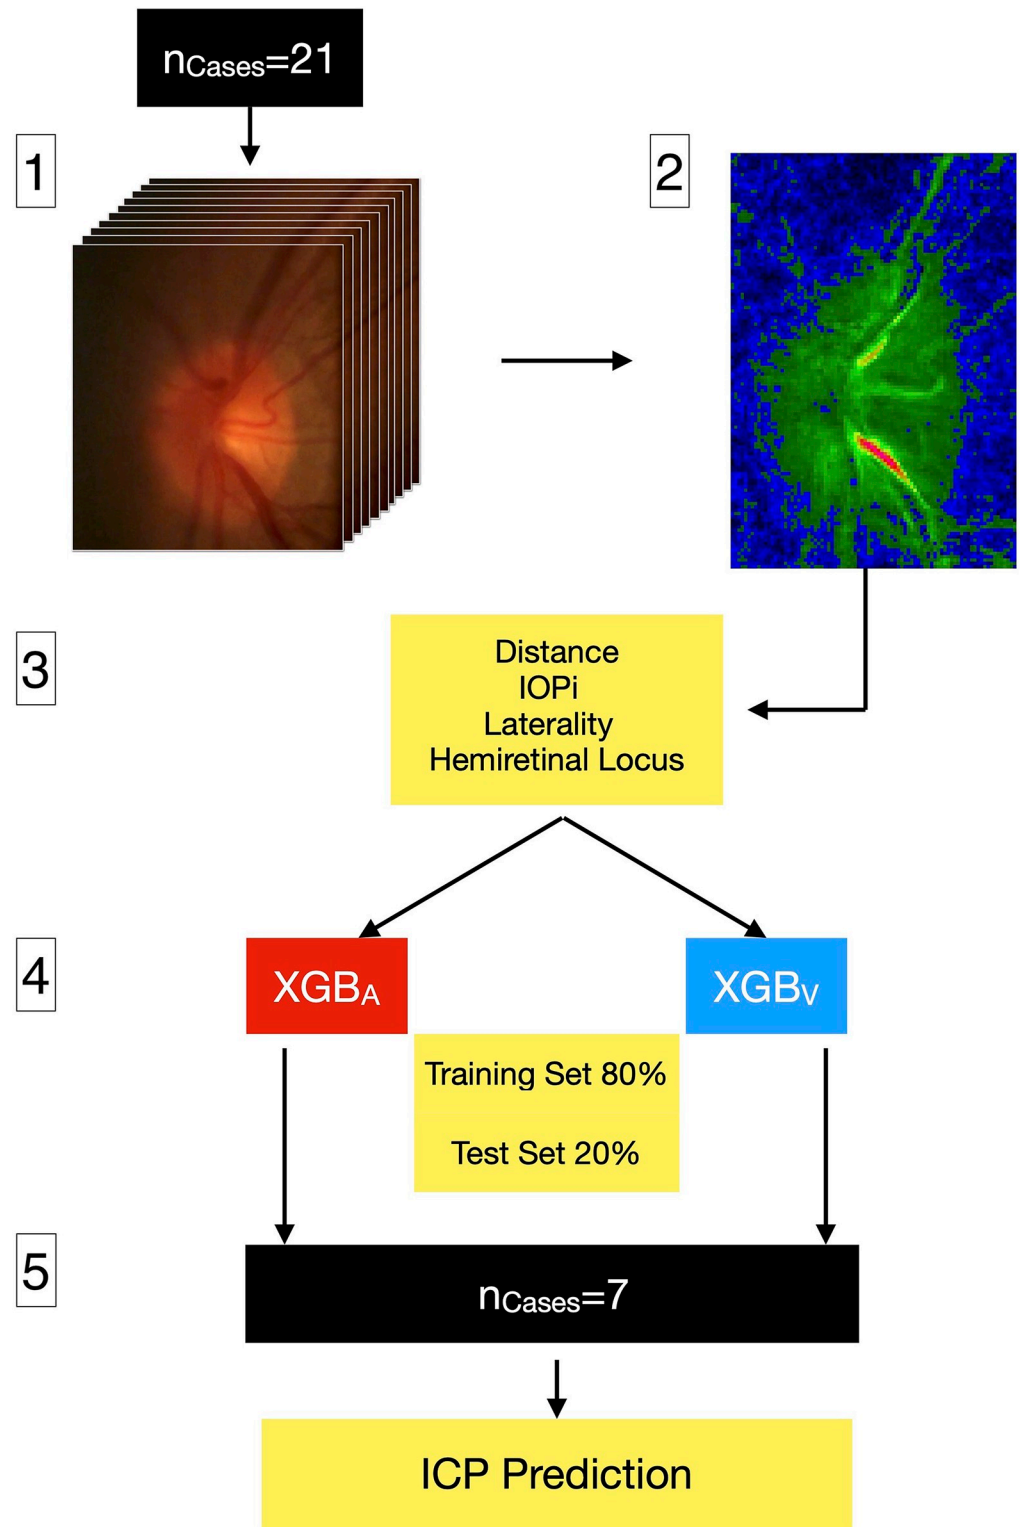 nCases=21
1
2
3
Distance
IOPi
Laterality
Hemiretinal Locus
4
XGBA
XGBV
Training Set 80%
Test Set 20%
5
nCases=7
ICP Prediction